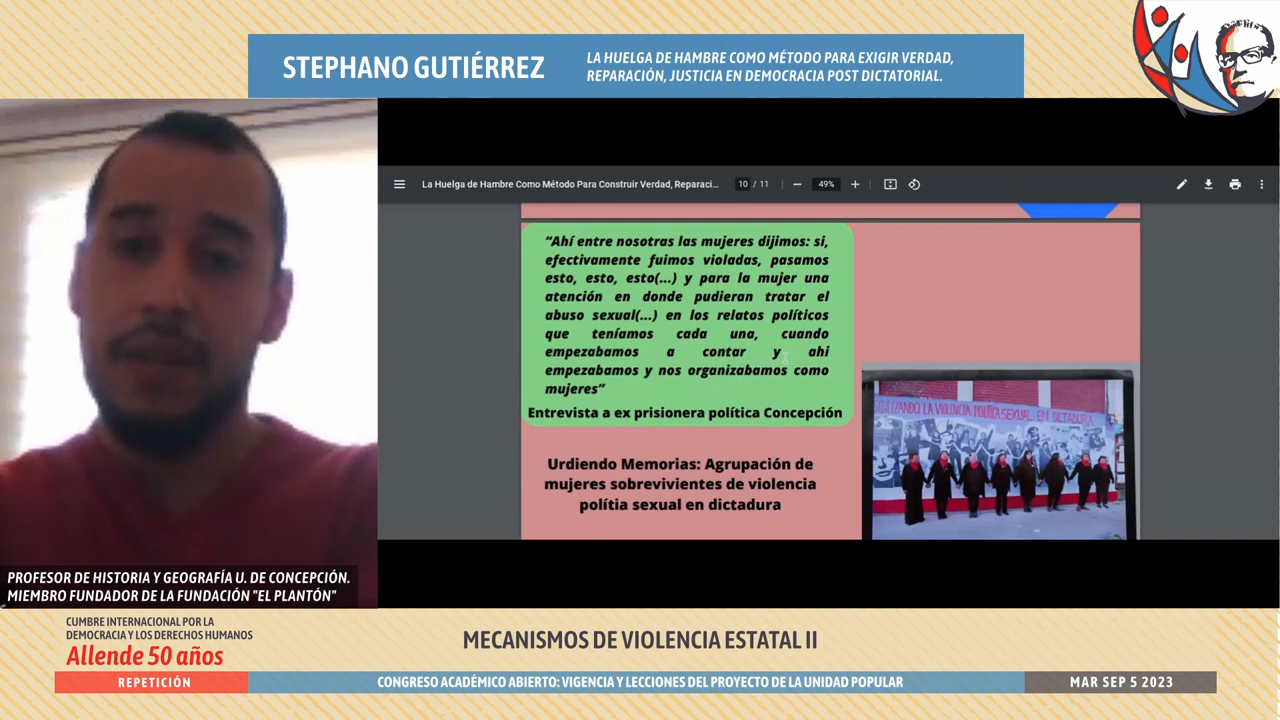 STEPHANO GUTIÉRREZ
LA HUELGA DE HAMBRE COMO MÉTODO PARA EXIGIR VERDAD,
REPARACIÓN, JUSTICIA EN DEMOCRACIA POST DICTATORIAL.
La Huelga de Hambre Como Método Para Construir Verdad, Reparaci...
10 / 11
49%
“Ahí entre nosotras las mujeres dijimos: si,
efectivamente fuimos violadas, pasamos
esto, esto, esto(...) y para la mujer una
atención en donde pudieran tratar el
abuso sexual(...) en los relatos políticos
que teníamos cada una, cuando
empezabamos a contar y ahi
empezabamos y nos organizabamos como
mujeres”
Entrevista a ex prisionera política Concepción
Urdiendo Memorias: Agrupación de
mujeres sobrevivientes de violencia
polítia sexual en dictadura
IBILIZANDO LA VIOLENCIA POLITICA SEXUAL EN DICTADURA
PROFESOR DE HISTORIA Y GEOGRAFÍA U. DE CONCEPCIÓN.
MIEMBRO FUNDADOR DE LA FUNDACIÓN "EL PLANTÓN"
CUMBRE INTERNACIONAL POR LA
DEMOCRACIA Y LOS DERECHOS HUMANOS
Allende 50 años
MECANISMOS DE VIOLENCIA ESTATAL II
REPETICIÓN
CONGRESO ACADÉMICO ABIERTO: VIGENCIA Y LECCIONES DEL PROYECTO DE LA UNIDAD POPULAR
MAR SEP 5 2023